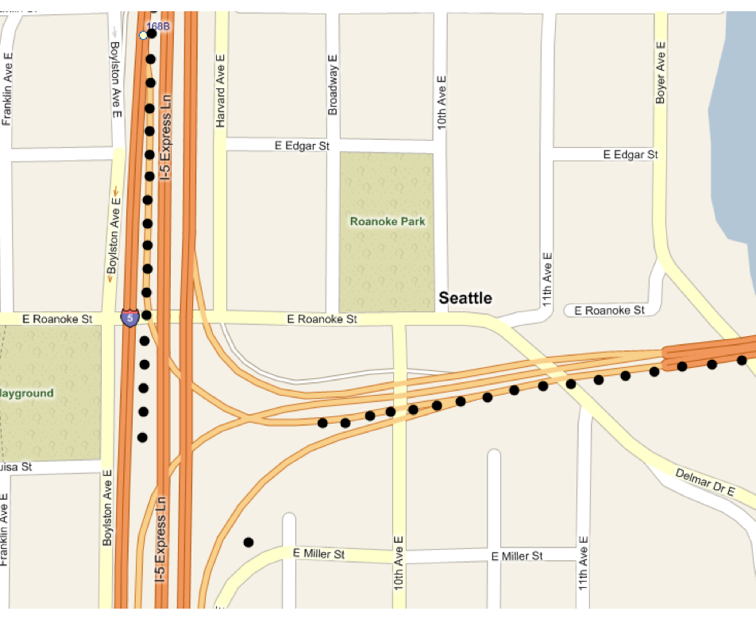 168B
Franklin Ave E
Boylston Ave E
I-5 Express Ln
Harvard Ave E
Broadway E
10th Ave E
Boyer Ave E
E Edgar St
E Edgar St
Roanoke Park
Boylston Ave E
11th Ave E
Seattle
E Roanoke St
5
E Roanoke St
E Roanoke St
layground
uisa St
Delmar Dr E
Franklin Ave E
Boylston Ave E
I-5 Express Ln
E Miller St
10th Ave E
E Miller St
11th Ave E